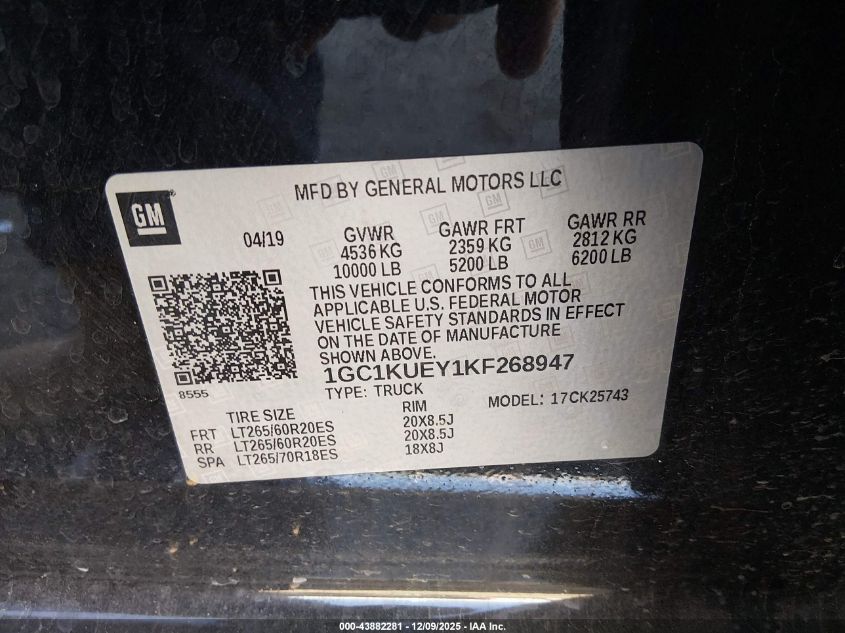 GM
MFD BY GENERAL MOTORS LLC
04/19
GVWR
4536 KG
10000 LB
GAWR FRT
2359 KG
5200 LB
GAWR RR
2812 KG
6200 LB
THIS VEHICLE CONFORMS TO ALL
APPLICABLE U.S. FEDERAL MOTOR
VEHICLE SAFETY STANDARDS IN EFFECT
ON THE DATE OF MANUFACTURE
SHOWN ABOVE.
1GC1KUEY1KF268947
8555
TYPE: TRUCK
MODEL: 17CK25743
TIRE SIZE RIM
FRT LT265/60R20ES 20X8.5J
RR LT265/60R20ES 20X8.5J
SPA LT265/70R18ES 18X8J
000-43882281 - 12/09/2025 - IAA Inc.